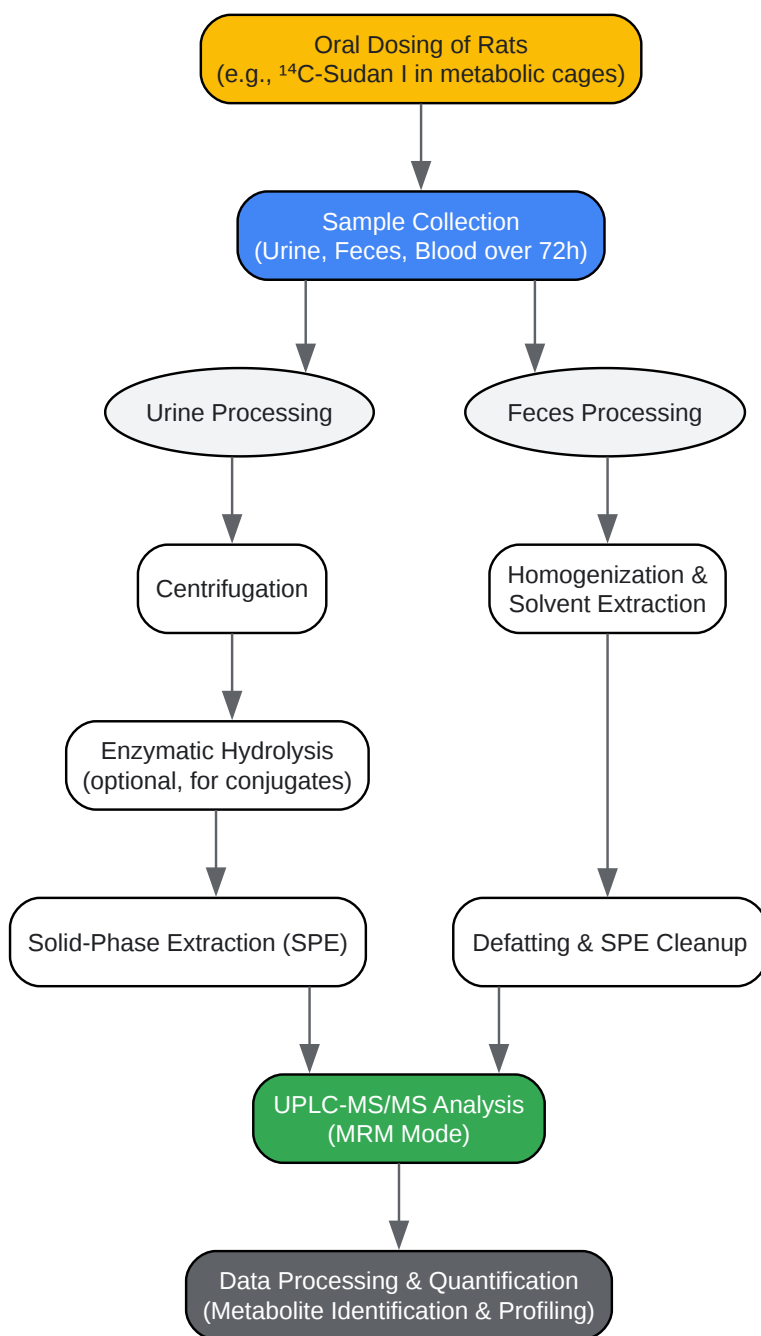 Oral Dosing of Rats
(e.g., ¹⁴C-Sudan I in metabolic cages)
Sample Collection
(Urine, Feces, Blood over 72h)
Urine Processing
Feces Processing
Centrifugation
Homogenization &
Solvent Extraction
Enzymatic Hydrolysis
(optional, for conjugates)
Solid-Phase Extraction (SPE)
Defatting & SPE Cleanup
UPLC-MS/MS Analysis
(MRM Mode)
Data Processing & Quantification
(Metabolite Identification & Profiling)